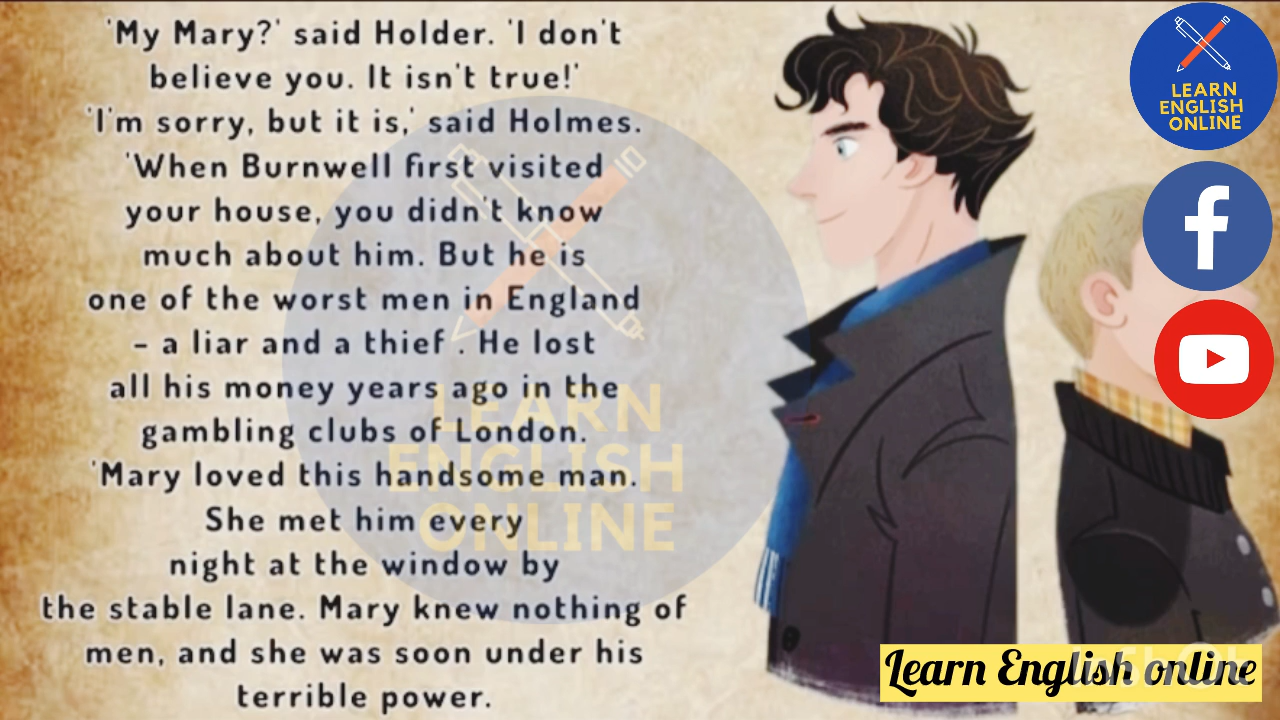 'My Mary?' said Holder. 'I don't
believe you. It isn't true!'
'I'm sorry, but it is,' said Holmes.
'When Burnwell first visited
your house, you didn't know
much about him. But he is
one of the worst men in England
– a liar and a thief . He lost
all his money years ago in the
gambling clubs of London.
'Mary loved this handsome man.
She met him every
night at the window by
the stable lane. Mary knew nothing of
men, and she was soon under his
terrible power.
LEARN
ENGLISH
ONLINE
LEARN
ENGLISH
ONLINE
f
Learn English online